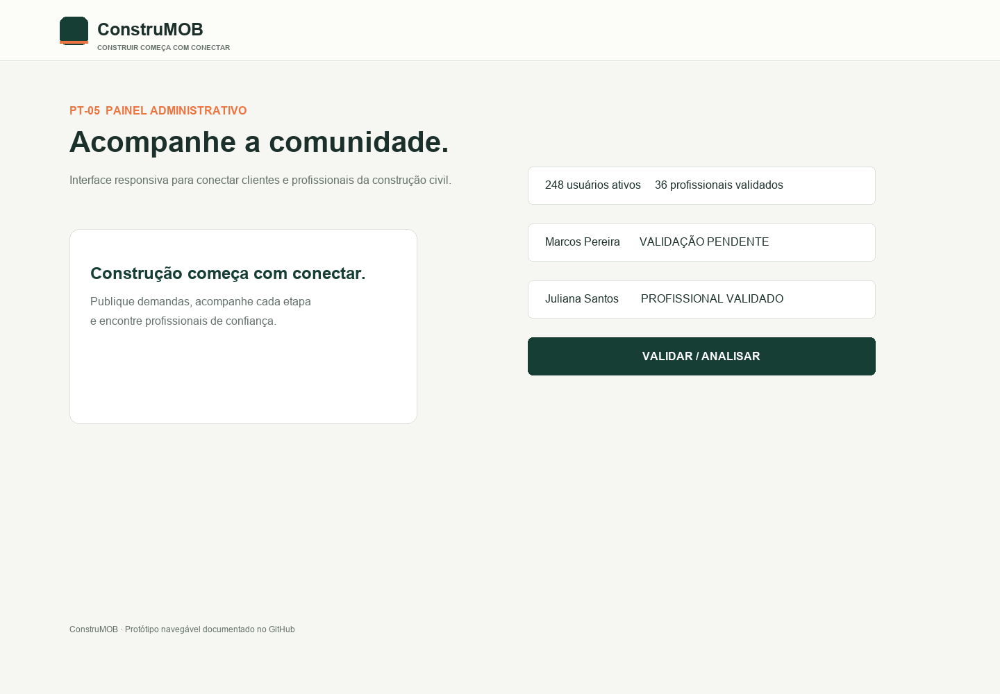 ConstruMOB
CONSTRUIR COMEÇA COM CONECTAR
PT-05 PAINEL ADMINISTRATIVO
Acompanhe a comunidade.
Interface responsiva para conectar clientes e profissionais da construção civil.
Construção começa com conectar.
Publique demandas, acompanhe cada etapa
e encontre profissionais de confiança.
248 usuários ativos 36 profissionais validados
Marcos Pereira VALIDAÇÃO PENDENTE
Juliana Santos PROFISSIONAL VALIDADO
VALIDAR / ANALISAR
ConstruMOB · Protótipo navegável documentado no GitHub